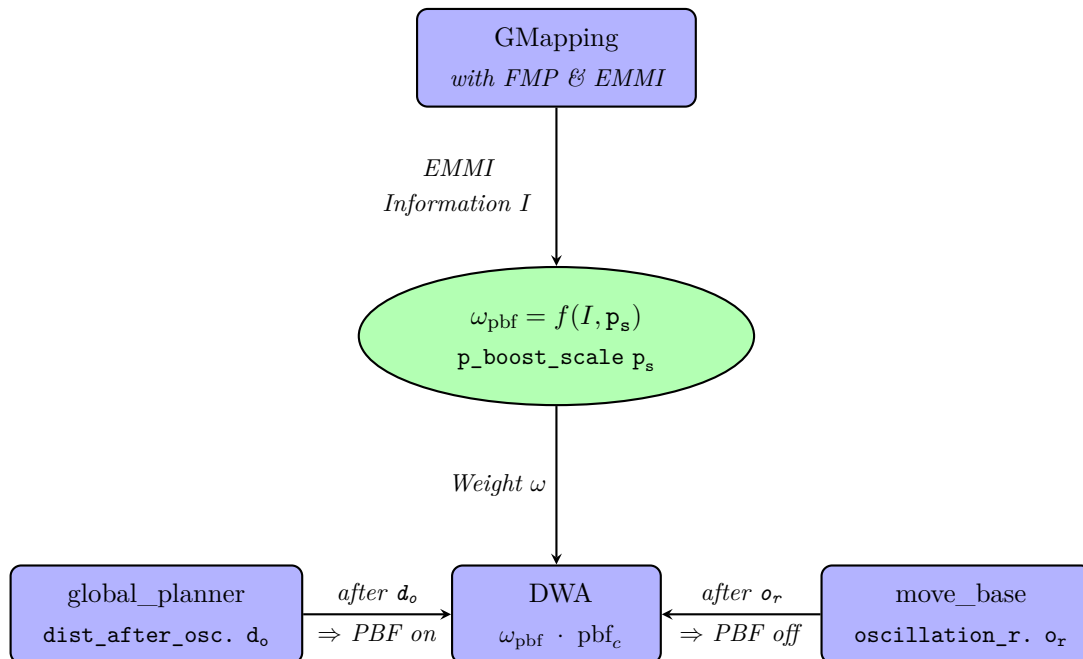 GMapping
with FMP & EMMI
EMMI
Information I
ω_pbf = f(I, p_s)
p_boost_scale p_s
Weight ω
global_planner
dist_after_osc. d_o
after d_o
⇒ PBF on
DWA
ω_pbf · pbf_c
after o_r
⇒ PBF off
move_base
oscillation_r. o_r